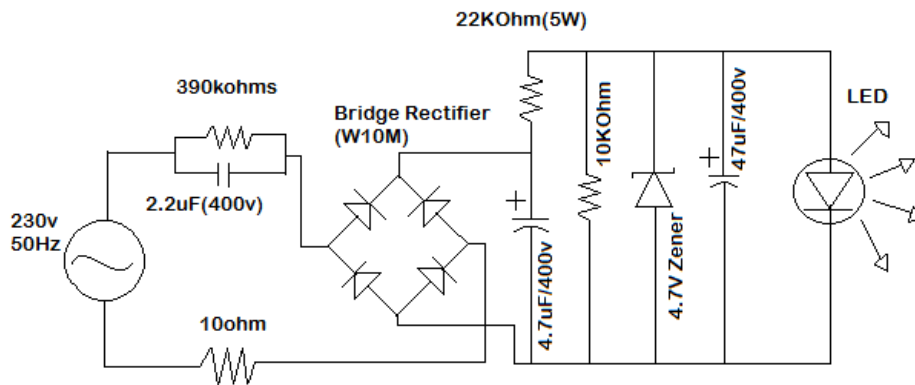 22KOhm(5W)
390kohms
Bridge Rectifier
(W10M)
LED
10KOhm
47uF/400v
2.2uF(400v)
230v
50Hz
4.7uF/400v
4.7V Zener
10ohm